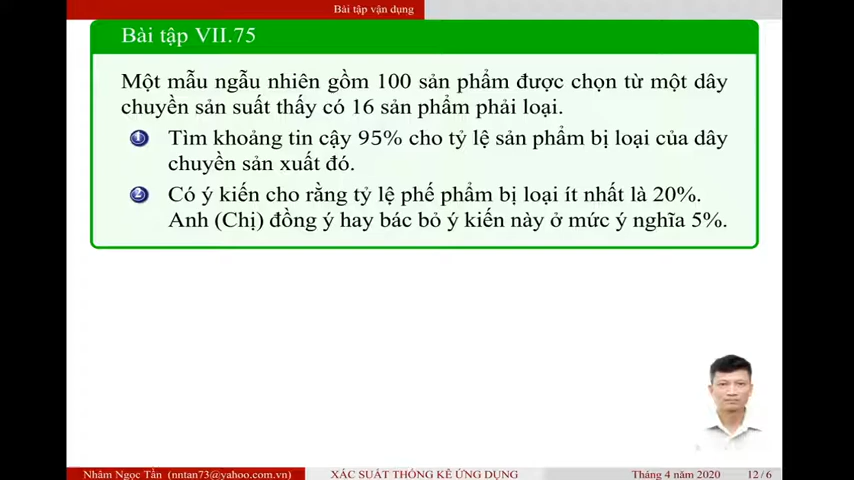 Bài tập vận dụng
Bài tập VII.75
Một mẫu ngẫu nhiên gồm 100 sản phẩm được chọn từ một dây
chuyền sản suất thấy có 16 sản phẩm phải loại.
1 Tìm khoảng tin cậy 95% cho tỷ lệ sản phẩm bị loại của dây
chuyền sản xuất đó.
2 Có ý kiến cho rằng tỷ lệ phế phẩm bị loại ít nhất là 20%.
Anh (Chị) đồng ý hay bác bỏ ý kiến này ở mức ý nghĩa 5%.
Nhâm Ngọc Tần (nntan73@yahoo.com.vn) XÁC SUẤT THỐNG KÊ ỨNG DỤNG Tháng 4 năm 2020 12 / 6